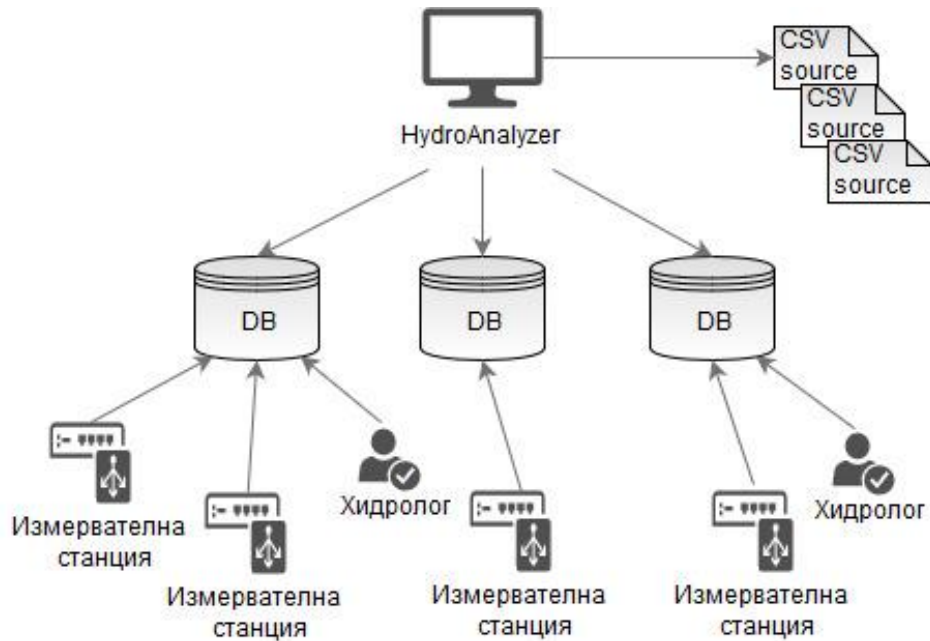 CSV
source
CSV
source
CSV
source
HydroAnalyzer
DB
DB
DB
Измервателна
станция
Хидролог
Измервателна
станция
Измервателна
станция
Измервателна
станция
Хидролог